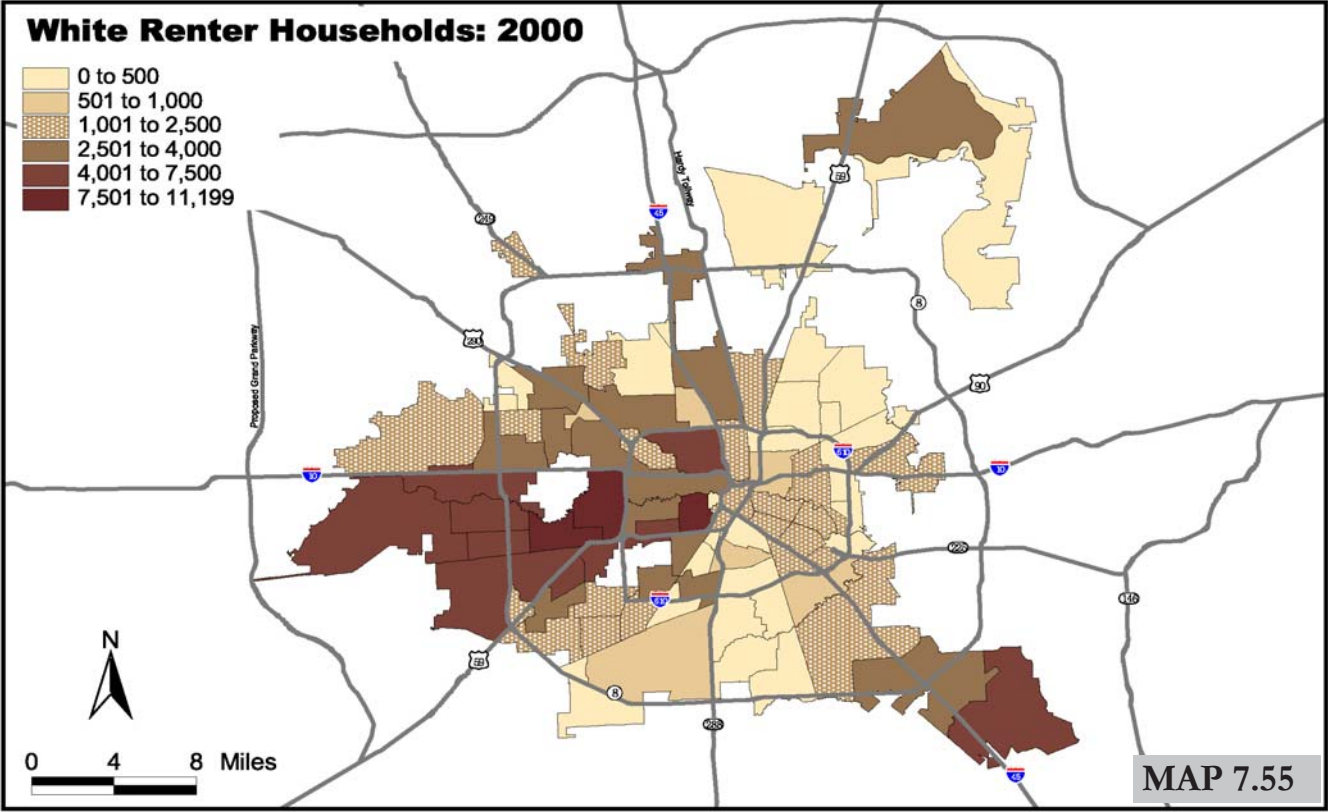 White Renter Households: 2000
0 to 500
501 to 1,000
1,001 to 2,500
2,501 to 4,000
4,001 to 7,500
7,501 to 11,199
Hardy Tollway
59
249
45
8
290
Proposed Grand Parkway
90
610
10
10
225
146
610
N
59
8
288
45
0 4 8 Miles
MAP 7.55